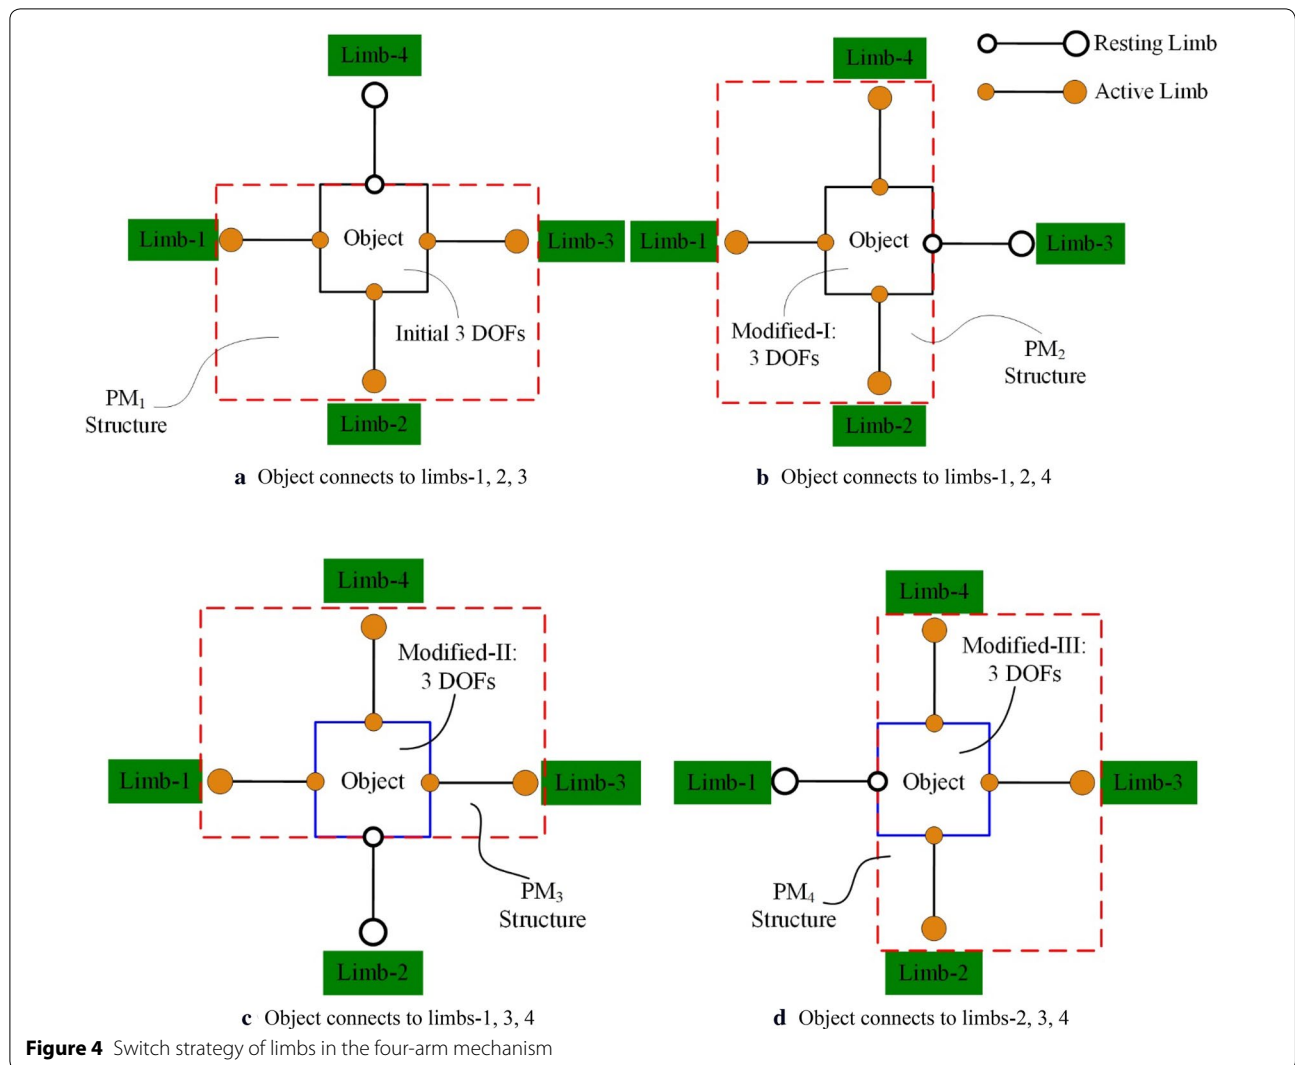 Limb-4
Limb-1
Object
Limb-3
Initial 3 DOFs
PM₁
Structure
Limb-2
a Object connects to limbs-1, 2, 3
Resting Limb
Active Limb
Limb-4
Limb-1
Object
Limb-3
Modified-I:
3 DOFs
PM₂
Structure
Limb-2
b Object connects to limbs-1, 2, 4
Limb-4
Modified-II:
3 DOFs
Limb-1
Object
Limb-3
PM₃
Structure
Limb-2
c Object connects to limbs-1, 3, 4
Limb-4
Modified-III:
3 DOFs
Limb-1
Object
Limb-3
PM₄
Structure
Limb-2
d Object connects to limbs-2, 3, 4
Figure 4 Switch strategy of limbs in the four-arm mechanism